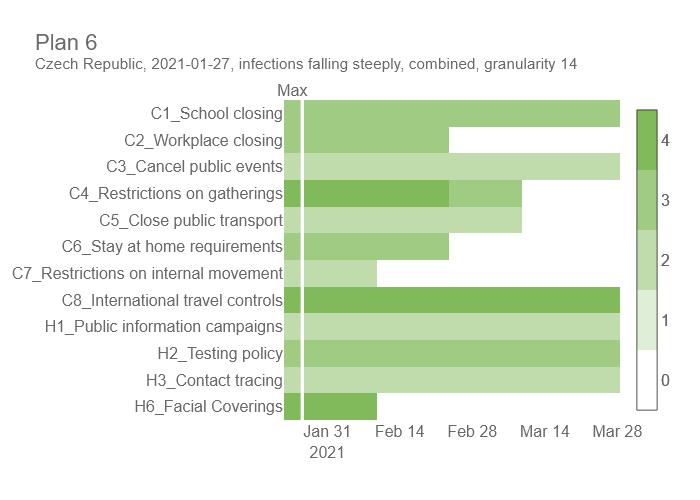 Plan 6
Czech Republic, 2021-01-27, infections falling steeply, combined, granularity 14
Max
C1_School closing
C2_Workplace closing
C3_Cancel public events
C4_Restrictions on gatherings
C5_Close public transport
C6_Stay at home requirements
C7_Restrictions on internal movement
C8_International travel controls
H1_Public information campaigns
H2_Testing policy
H3_Contact tracing
H6_Facial Coverings
Jan 31 Feb 14 Feb 28 Mar 14 Mar 28
2021
4
3
2
1
0